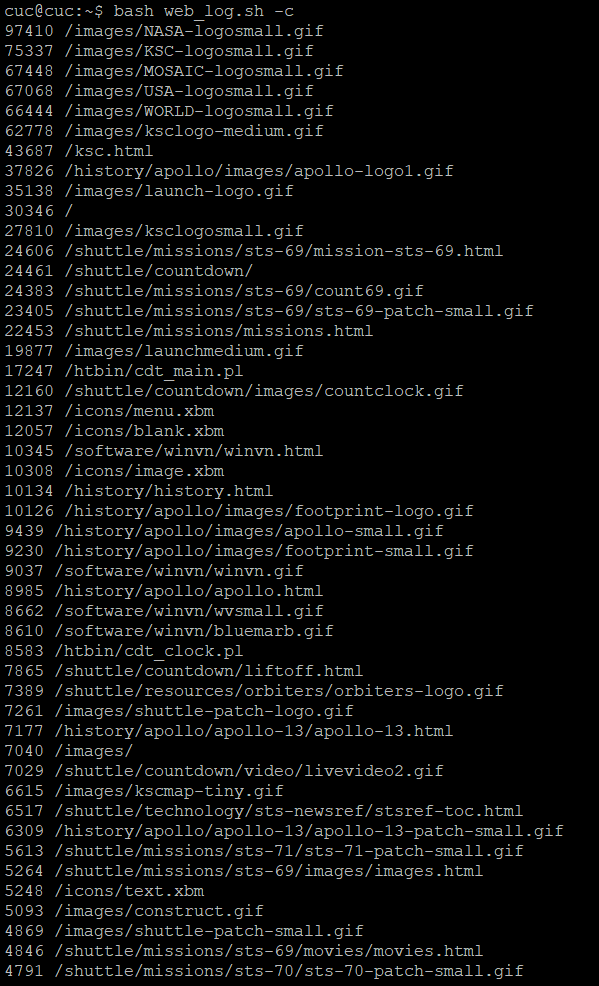 cuc@cuc:~$ bash web_log.sh -c
97410 /images/NASA-logosmall.gif
75337 /images/KSC-logosmall.gif
67448 /images/MOSAIC-logosmall.gif
67068 /images/USA-logosmall.gif
66444 /images/WORLD-logosmall.gif
62778 /images/ksclogo-medium.gif
43687 /ksc.html
37826 /history/apollo/images/apollo-logo1.gif
35138 /images/launch-logo.gif
30346 /
27810 /images/ksclogosmall.gif
24606 /shuttle/missions/sts-69/mission-sts-69.html
24461 /shuttle/countdown/
24383 /shuttle/missions/sts-69/count69.gif
23405 /shuttle/missions/sts-69/sts-69-patch-small.gif
22453 /shuttle/missions/missions.html
19877 /images/launchmedium.gif
17247 /htbin/cdt_main.pl
12160 /shuttle/countdown/images/countclock.gif
12137 /icons/menu.xbm
12057 /icons/blank.xbm
10345 /software/winvn/winvn.html
10308 /icons/image.xbm
10134 /history/history.html
10126 /history/apollo/images/footprint-logo.gif
9439 /history/apollo/images/apollo-small.gif
9230 /history/apollo/images/footprint-small.gif
9037 /software/winvn/winvn.gif
8985 /history/apollo/apollo.html
8662 /software/winvn/wvsmall.gif
8610 /software/winvn/bluemarb.gif
8583 /htbin/cdt_clock.pl
7865 /shuttle/countdown/liftoff.html
7389 /shuttle/resources/orbiters/orbiters-logo.gif
7261 /images/shuttle-patch-logo.gif
7177 /history/apollo/apollo-13/apollo-13.html
7040 /images/
7029 /shuttle/countdown/video/livevideo2.gif
6615 /images/kscmap-tiny.gif
6517 /shuttle/technology/sts-newsref/stsref-toc.html
6309 /history/apollo/apollo-13/apollo-13-patch-small.gif
5613 /shuttle/missions/sts-71/sts-71-patch-small.gif
5264 /shuttle/missions/sts-69/images/images.html
5248 /icons/text.xbm
5093 /images/construct.gif
4869 /images/shuttle-patch-small.gif
4846 /shuttle/missions/sts-69/movies/movies.html
4791 /shuttle/missions/sts-70/sts-70-patch-small.gif